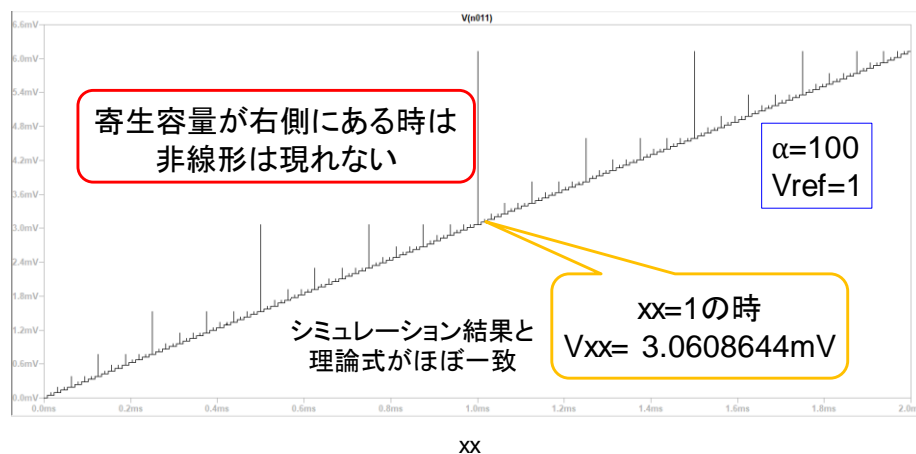 V(n011)
6.6mV
6.0mV
5.4mV
4.8mV
4.2mV
3.6mV
3.0mV
2.4mV
1.8mV
1.2mV
0.6mV
0.0mV
寄生容量が右側にある時は
非線形は現れない
α=100
Vref=1
xx=1の時
Vxx= 3.0608644mV
シミュレーション結果と
理論式がほぼ一致
0.0ms 0.2ms 0.4ms 0.6ms 0.8ms 1.0ms 1.2ms 1.4ms 1.6ms 1.8ms 2.0m
xx